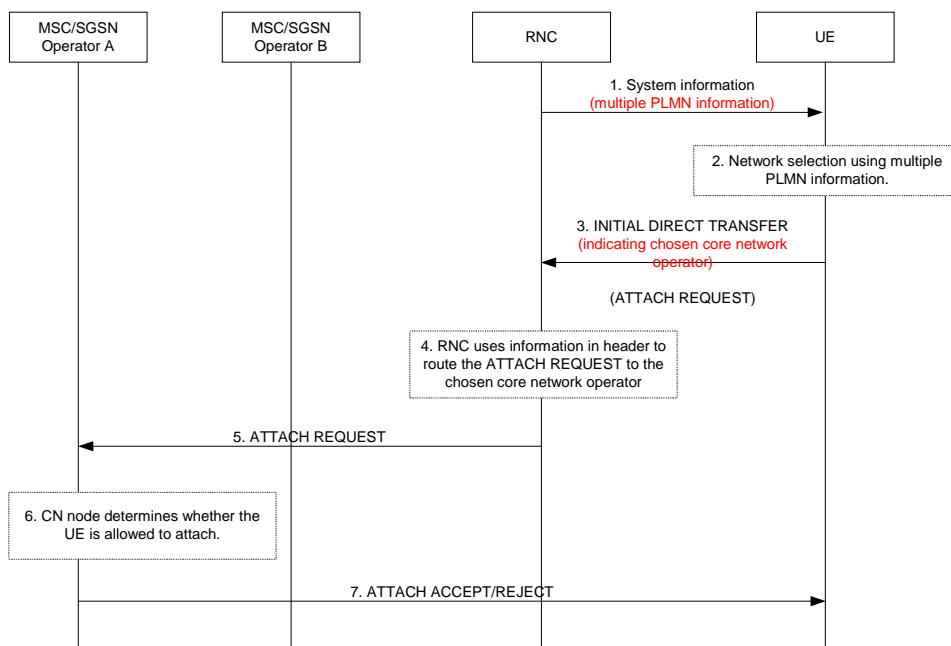 MSC/SGSN
Operator A
MSC/SGSN
Operator B
RNC
UE
1. System information
(multiple PLMN information)
2. Network selection using multiple
PLMN information.
3. INITIAL DIRECT TRANSFER
(indicating chosen core network
operator)
(ATTACH REQUEST)
4. RNC uses information in header to
route the ATTACH REQUEST to the
chosen core network operator
5. ATTACH REQUEST
6. CN node determines whether the
UE is allowed to attach.
7. ATTACH ACCEPT/REJECT